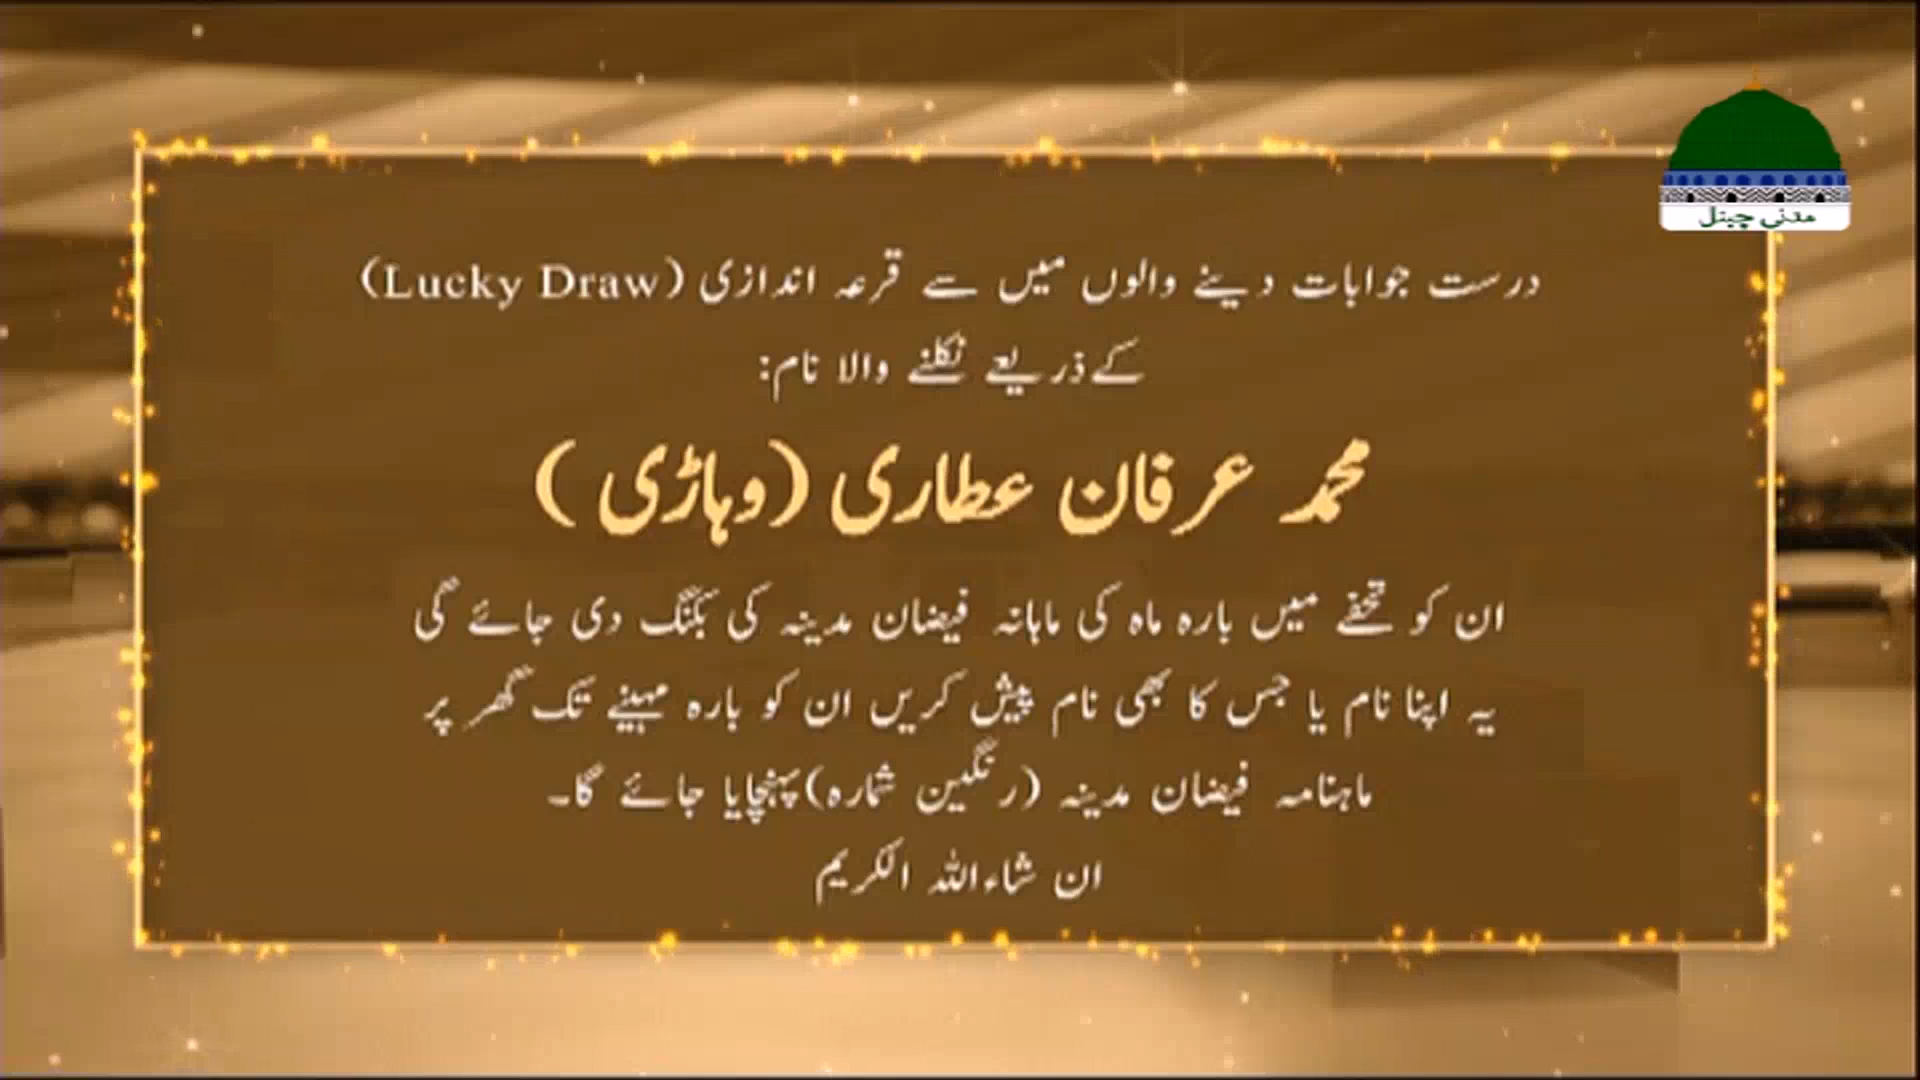 مدنی چینل
درست جوابات دینے والوں میں سے قرعہ اندازی (Lucky Draw)
کے ذریعے نکلنے والا نام:
محمد عرفان عطاری (وہاڑی)
ان کو تحفے میں بارہ ماہ کی ماہانہ فیضان مدینہ کی بکنگ دی جائے گی
یہ اپنا نام یا جس کا بھی نام پیش کریں ان کو بارہ مہینے تک گھر پر
ماہنامہ فیضان مدینہ (رنگین شمارہ) پہنچایا جائے گا۔
ان شاءاللہ الکریم